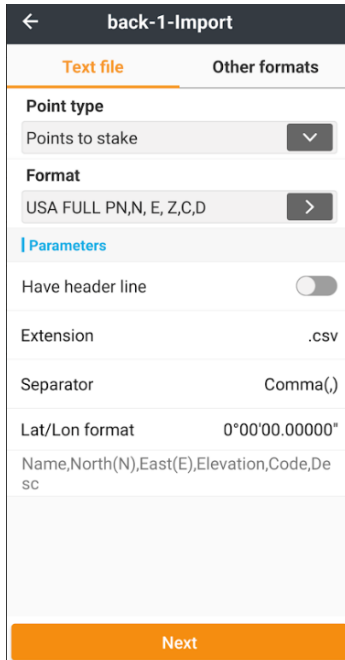 back-1-Import
Text file Other formats
Point type
Points to stake
Format
USA FULL PN,N, E, Z,C,D
Parameters
Have header line
Extension .csv
Separator Comma(,)
Lat/Lon format 0°00'00.00000"
Name,North(N),East(E),Elevation,Code,De
sc
Next